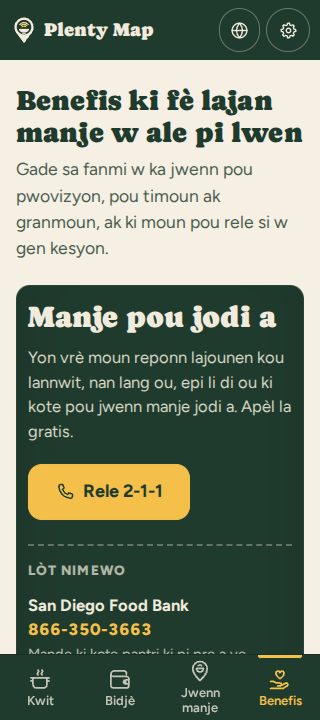 Plenty Map
Benefis ki fè lajan
manje w ale pi lwen
Gade sa fanmi w ka jwenn pou
pwovizyon, pou timoun ak
granmoun, ak ki moun pou rele si w
gen kesyon.
Manje pou jodi a
Yon vrè moun reponn lajounen kou
lannwit, nan lang ou, epi li di ou ki
kote pou jwenn manje jodi a. Apèl la
gratis.
Rele 2-1-1
LÒT NIMEWO
San Diego Food Bank
866-350-3663
Kwit
Bidjè
Jwenn
manje
Benefis